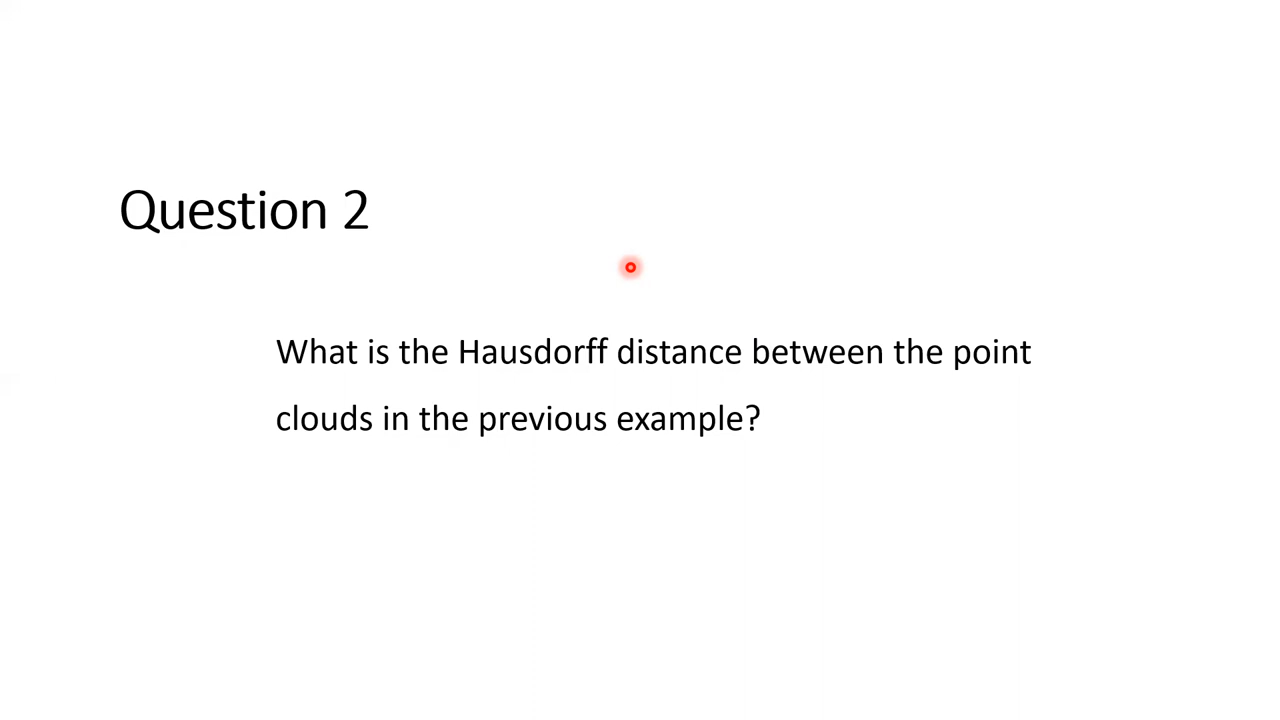 Question 2
What is the Hausdorff distance between the point
clouds in the previous example?